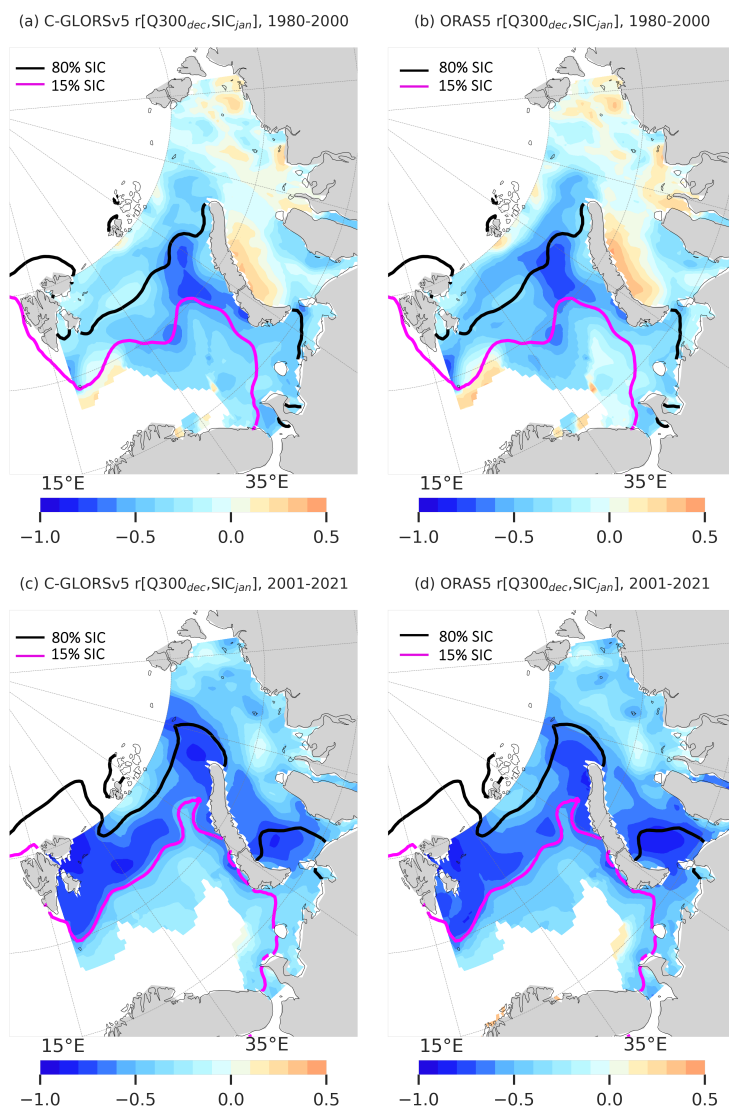 (a) C-GLORSv5 r[Q300dec,SICjan], 1980-2000
80% SIC
15% SIC
15°E
35°E
−1.0 −0.5 0.0 0.5
(b) ORAS5 r[Q300dec,SICjan], 1980-2000
80% SIC
15% SIC
15°E
35°E
−1.0 −0.5 0.0 0.5
(c) C-GLORSv5 r[Q300dec,SICjan], 2001-2021
80% SIC
15% SIC
15°E
35°E
−1.0 −0.5 0.0 0.5
(d) ORAS5 r[Q300dec,SICjan], 2001-2021
80% SIC
15% SIC
15°E
35°E
−1.0 −0.5 0.0 0.5